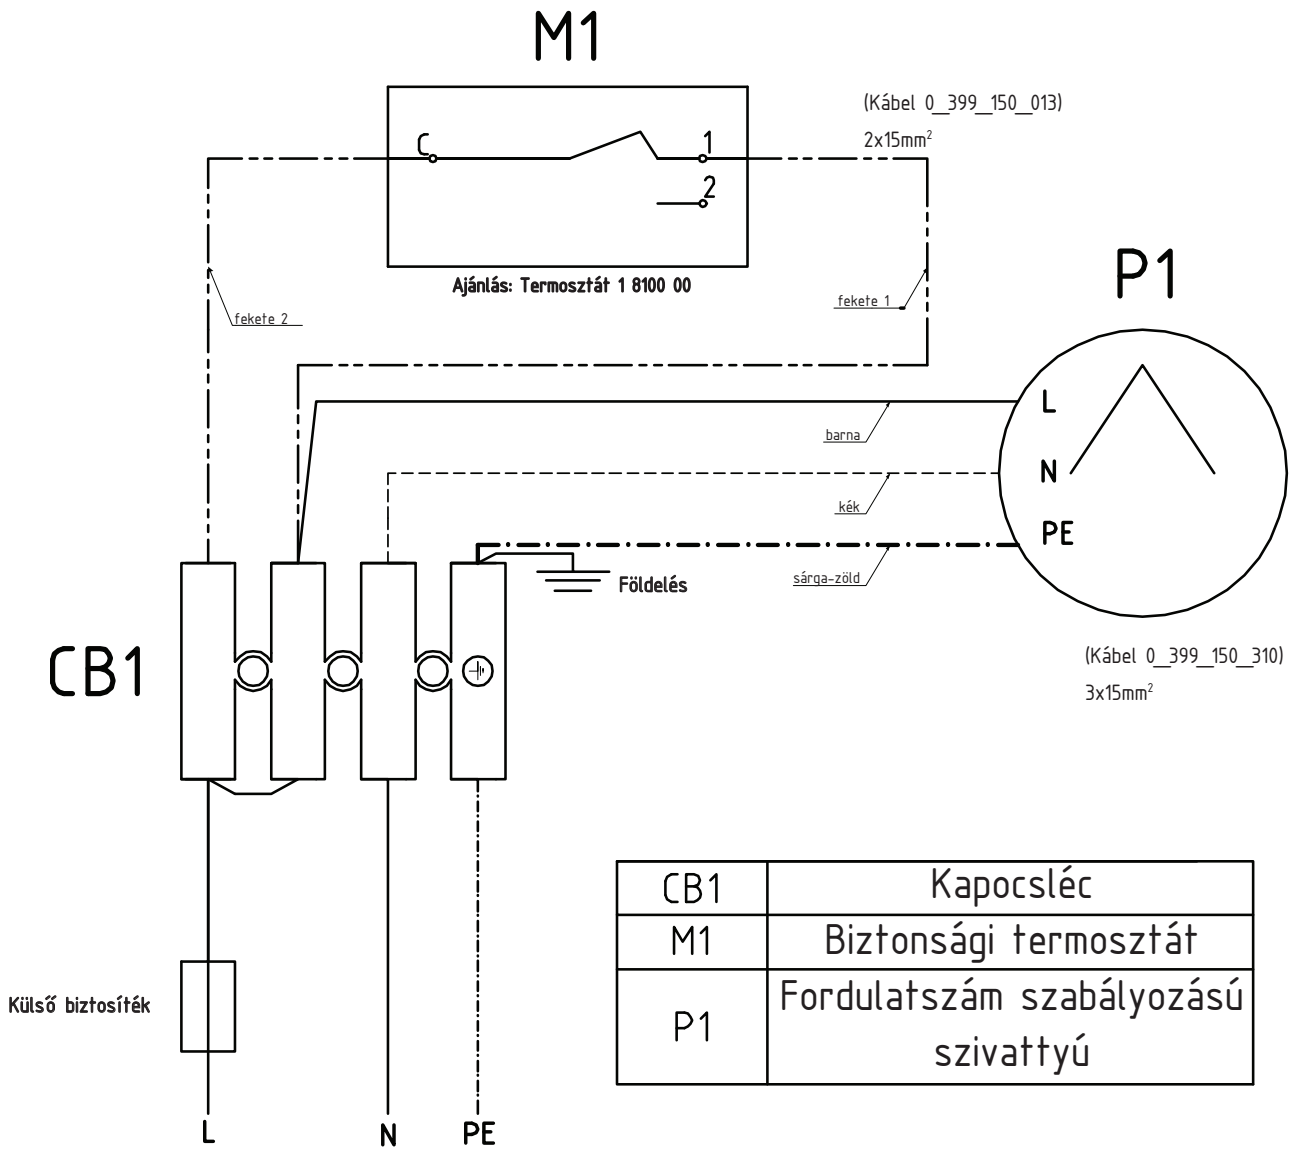 M1
(Kábel 0_399_150_013)
2x15mm²
C
1
2
Ajánlás: Termosztát 1 8100 00
fekete 2
fekete 1
P1
L
barna
N
kék
PE
sárga-zöld
Földelés
CB1
(Kábel 0_399_150_310)
3x15mm²
CB1 Kapocsléc
M1 Biztonsági termosztát
P1 Fordulatszám szabályozású
szivattyú
Külső biztosíték
L N PE